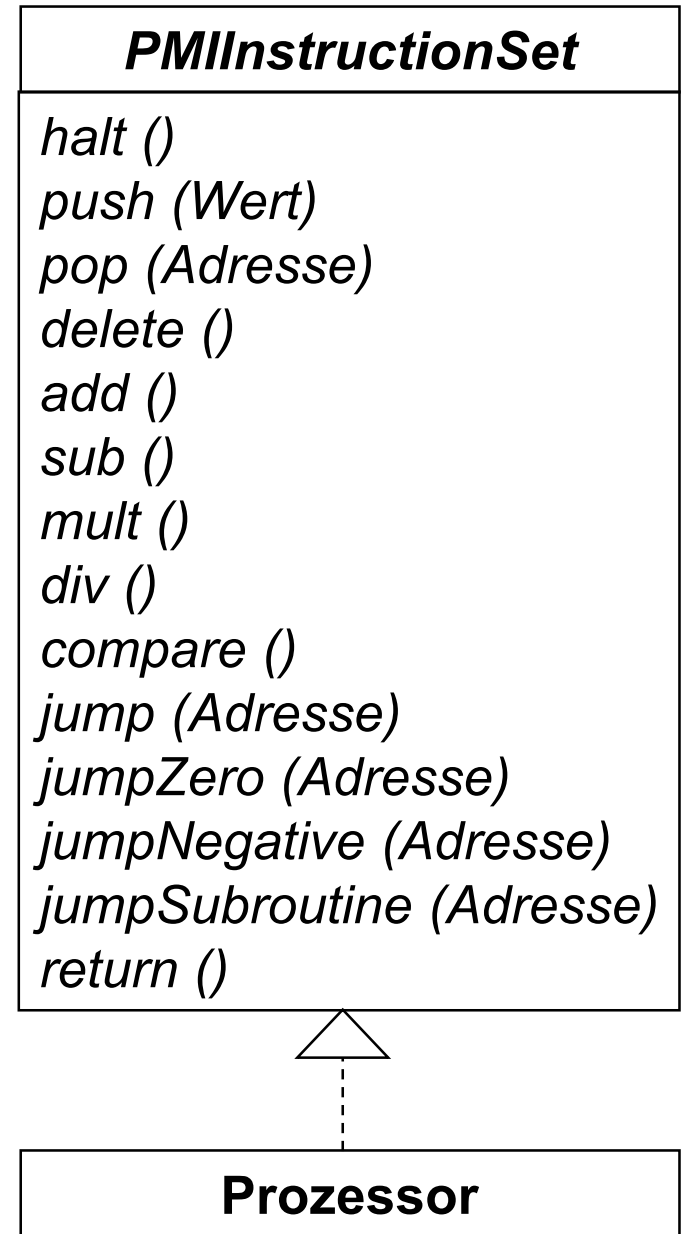 PMIInstructionSet
halt ()
push (Wert)
pop (Adresse)
delete ()
add ()
sub ()
mult ()
div ()
compare ()
jump (Adresse)
jumpZero (Adresse)
jumpNegative (Adresse)
jumpSubroutine (Adresse)
return ()
Prozessor